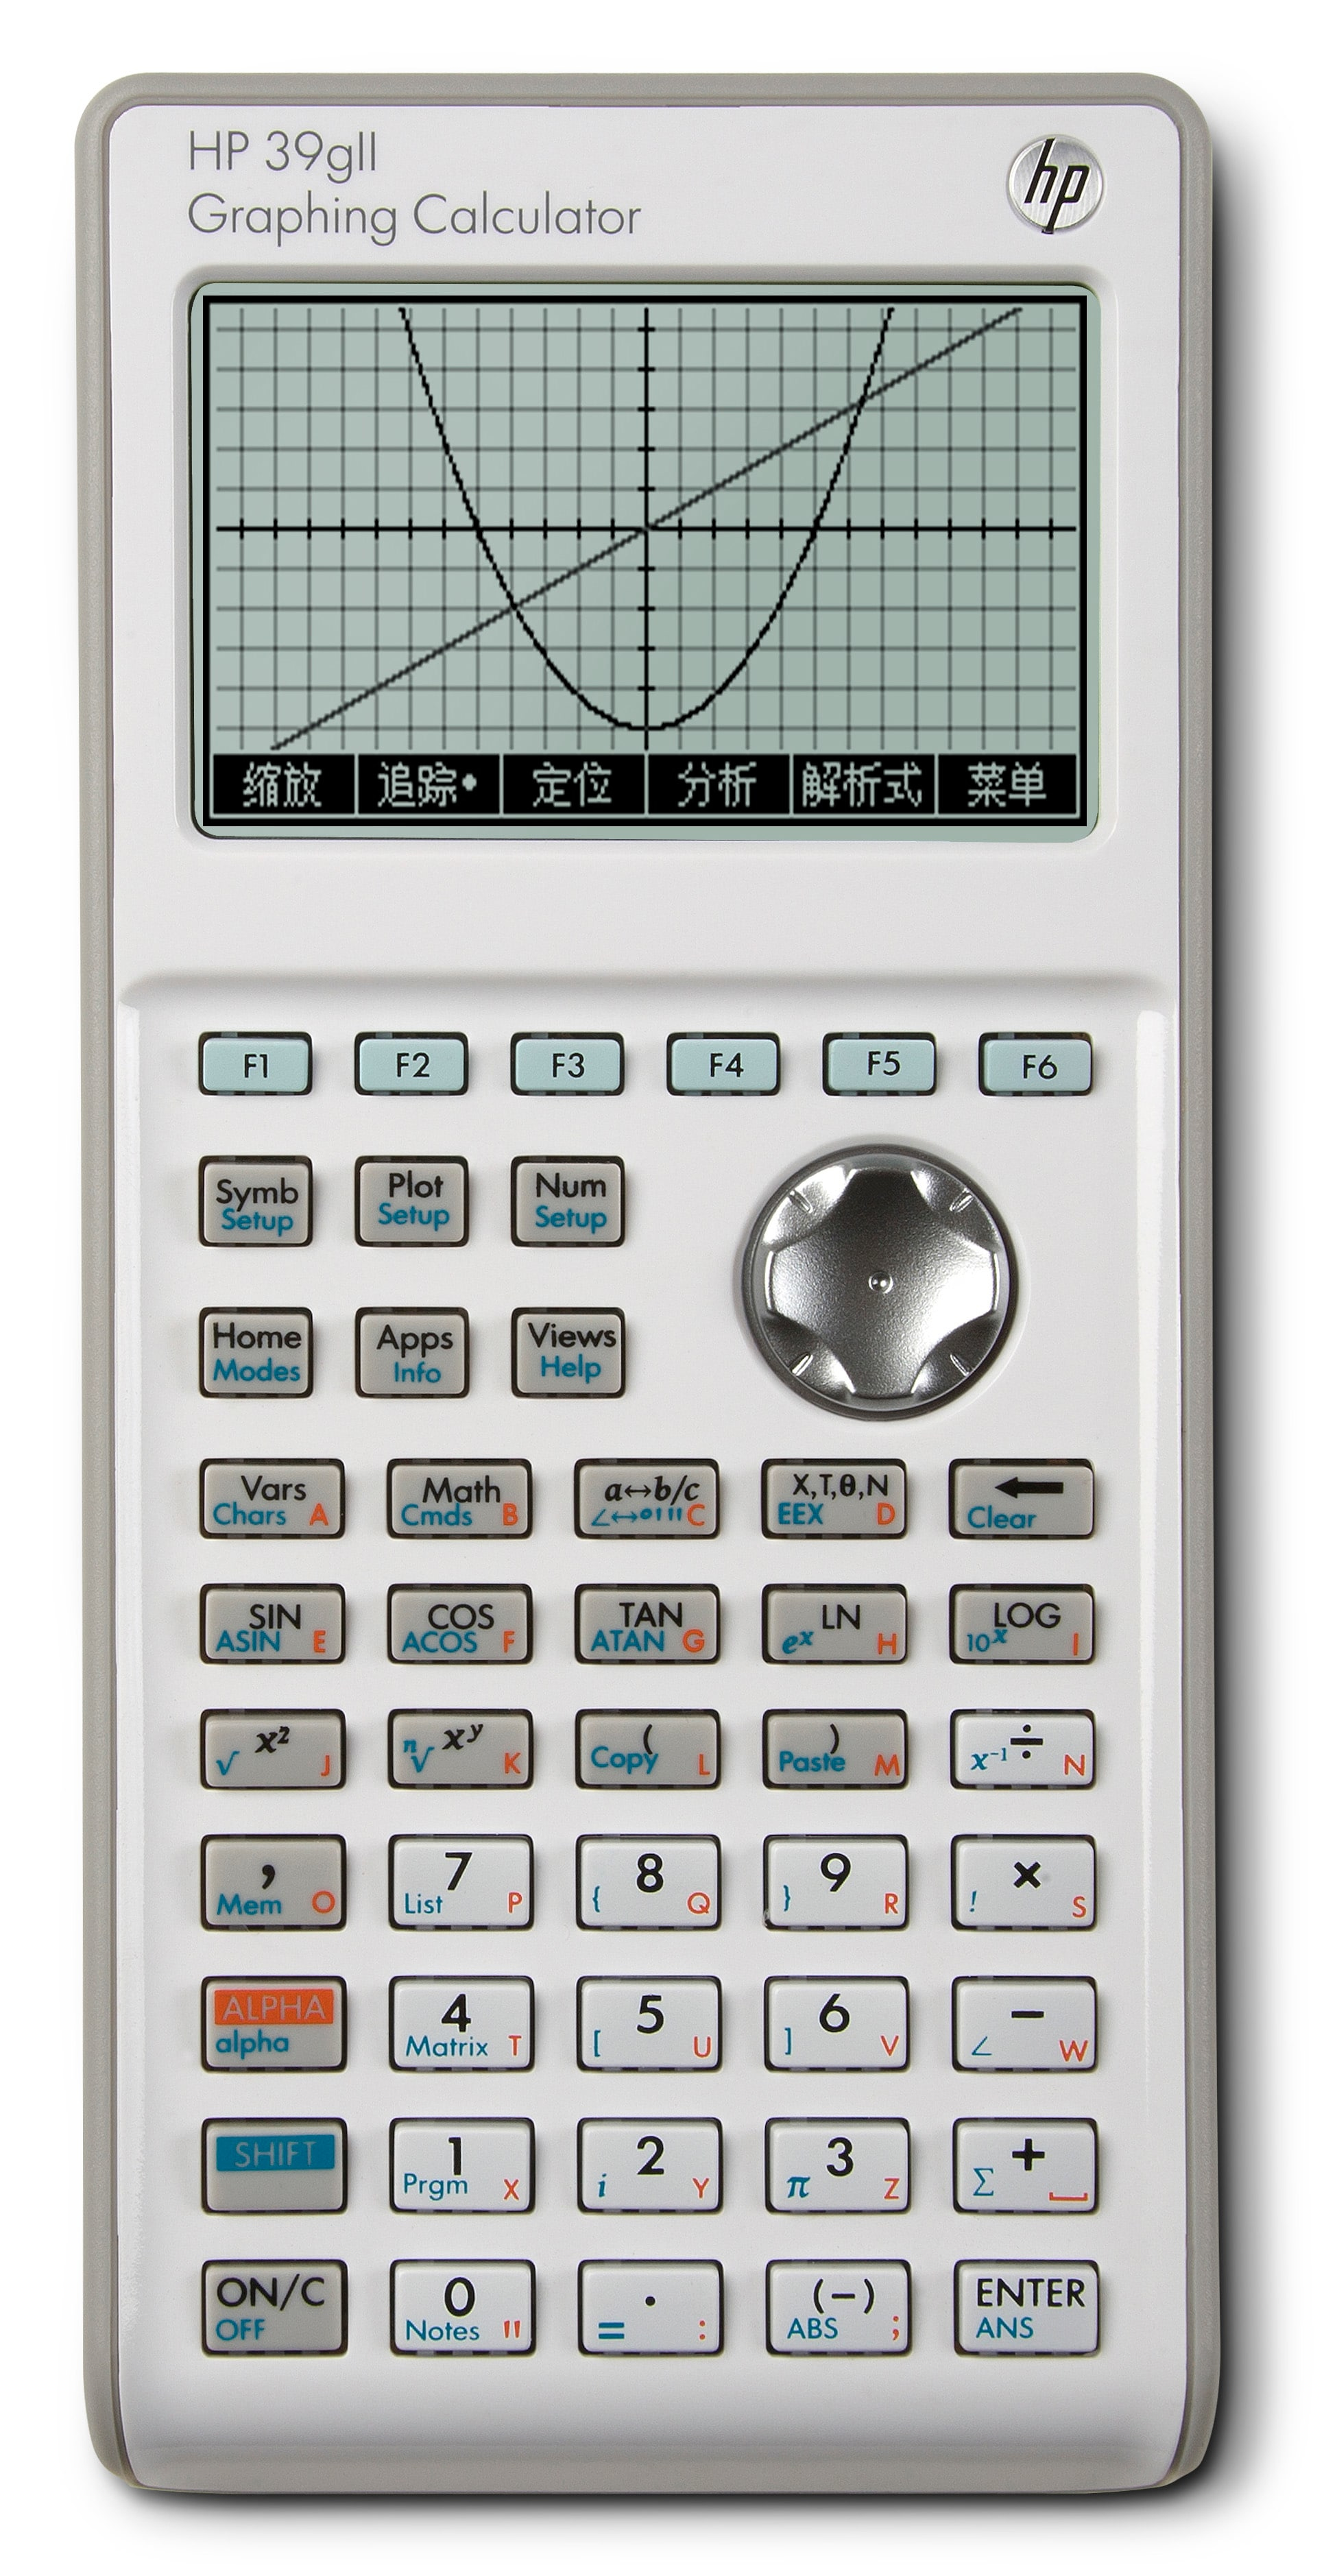 HP 39gII
Graphing Calculator
hp
缩放 追踪• 定位 分析 解析式 菜单
F1 F2 F3 F4 F5 F6
Symb Plot Num
Setup Setup Setup
Home Apps Views
Modes Info Help
Vars Math a↔b/c X,T,θ,N ←
Chars A Cmds B ∠↔°'" C EEX D Clear
SIN COS TAN LN LOG
ASIN E ACOS F ATAN G eˣ H 10ˣ I
x² xʸ ( ) ÷
√ J ⁿ√ K Copy L Paste M x⁻¹ N
, 7 8 9 ×
Mem O List P { Q } R ! S
ALPHA 4 5 6 −
alpha Matrix T [ U ] V ∠ W
SHIFT 1 2 3 +
Prgm X i Y π Z Σ ⎵
ON/C 0 . (−) ENTER
OFF Notes " = : ABS ; ANS